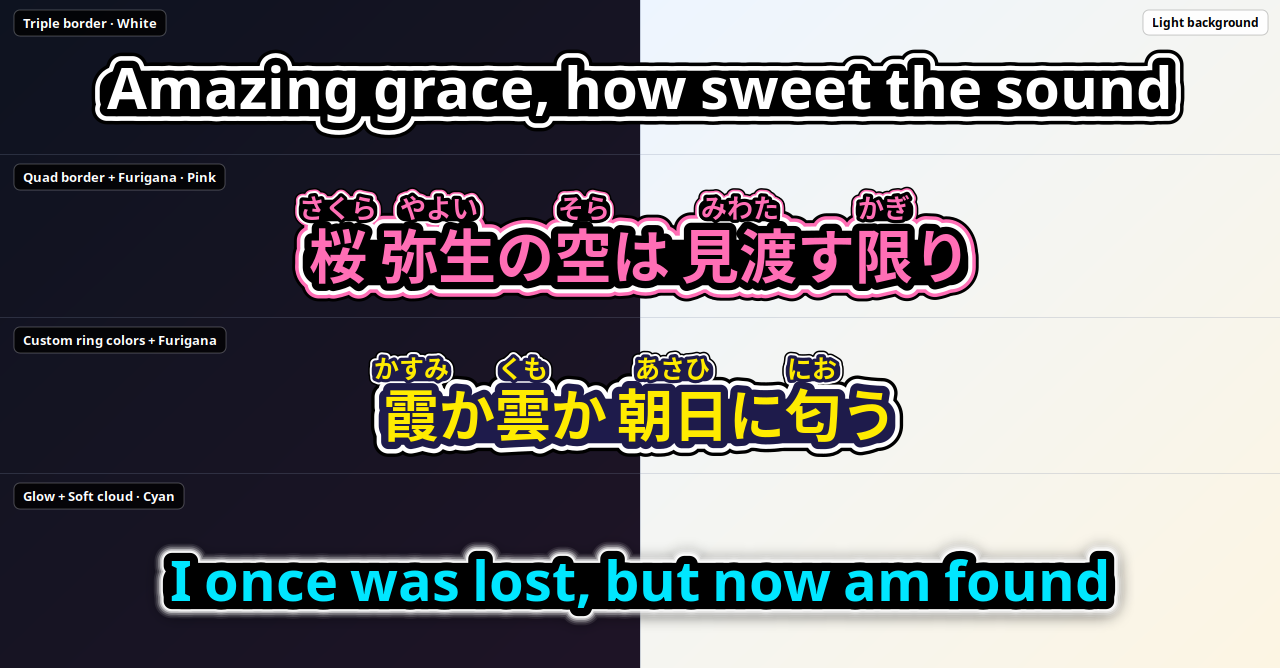 Triple border · White
Light background
Amazing grace, how sweet the sound
Quad border + Furigana · Pink
さくら やよい そら みわた かぎ
桜 弥生の空は 見渡す限り
Custom ring colors + Furigana
かすみ くも あさひ にお
霞か雲か 朝日に匂う
Glow + Soft cloud · Cyan
I once was lost, but now am found